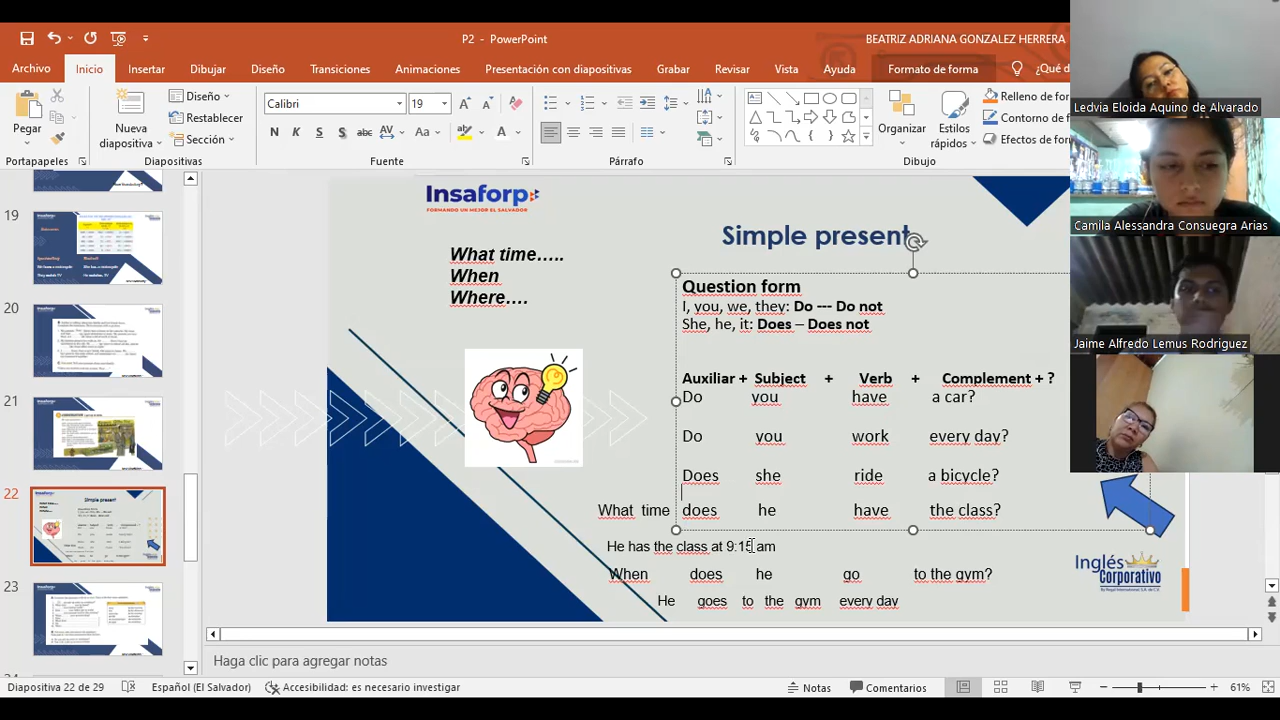 P2 - PowerPoint
BEATRIZ ADRIANA GONZALEZ HERRERA
Archivo Inicio Insertar Dibujar Diseño Transiciones Animaciones Presentación con diapositivas Grabar Revisar Vista Ayuda Formato de forma ¿Qué d
Pegar
Nueva diapositiva
Diseño
Restablecer
Sección
Calibri 19
N K S S abc AV Aa A
Organizar
Estilos rápidos
Relleno de for
Contorno de
Efectos de for
Portapapeles Diapositivas Fuente Párrafo Dibujo
19
20
21
22
23
Insaforp
FORMANDO UN MEJOR EL SALVADOR
Simple present
What time.....
When
Where....
Question form
I, you, we, they: Do --- Do not
She, he, it: Does – Does not
Auxiliar + Subject + Verb + Complement + ?
Do you have a car?
Do you work every day?
Does she ride a bicycle?
What time does he have the class?
He has the class at 9:15 am
When does he go to the gym?
He goes to the gym every day
Inglés
Corporativo
Ledvia Eloida Aquino de Alvarado
Camila Alessandra Consuegra Arias
Jaime Alfredo Lemus Rodriguez
Haga clic para agregar notas
Diapositiva 22 de 29 Español (El Salvador) Accesibilidad: es necesario investigar Notas Comentarios 61%